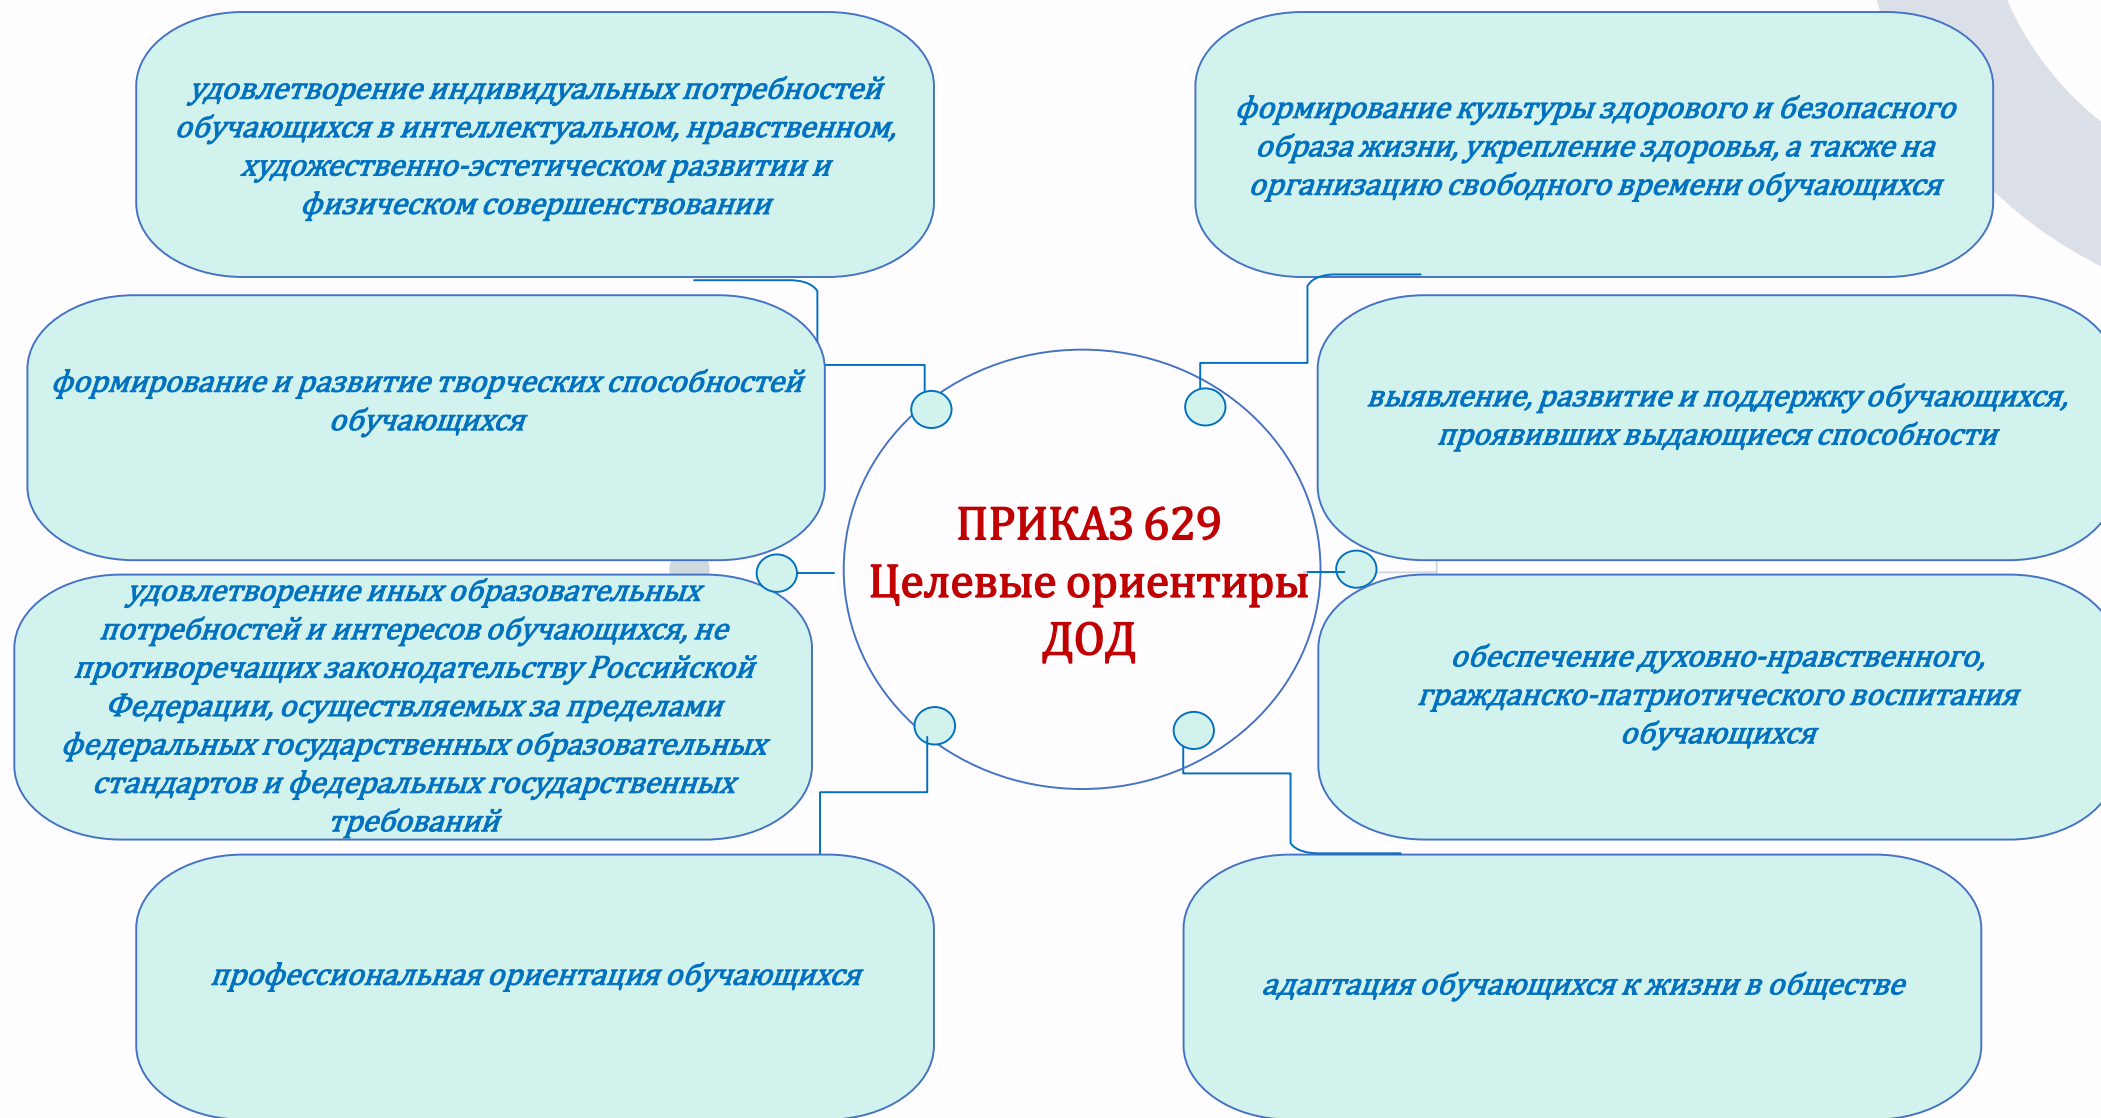 удовлетворение индивидуальных потребностей
обучающихся в интеллектуальном, нравственном,
художественно-эстетическом развитии и
физическом совершенствовании
формирование культуры здорового и безопасного
образа жизни, укрепление здоровья, а также на
организацию свободного времени обучающихся
формирование и развитие творческих способностей
обучающихся
выявление, развитие и поддержку обучающихся,
проявивших выдающиеся способности
ПРИКАЗ 629
Целевые ориентиры
ДОД
удовлетворение иных образовательных
потребностей и интересов обучающихся, не
противоречащих законодательству Российской
Федерации, осуществляемых за пределами
федеральных государственных образовательных
стандартов и федеральных государственных
требований
обеспечение духовно-нравственного,
гражданско-патриотического воспитания
обучающихся
профессиональная ориентация обучающихся
адаптация обучающихся к жизни в обществе